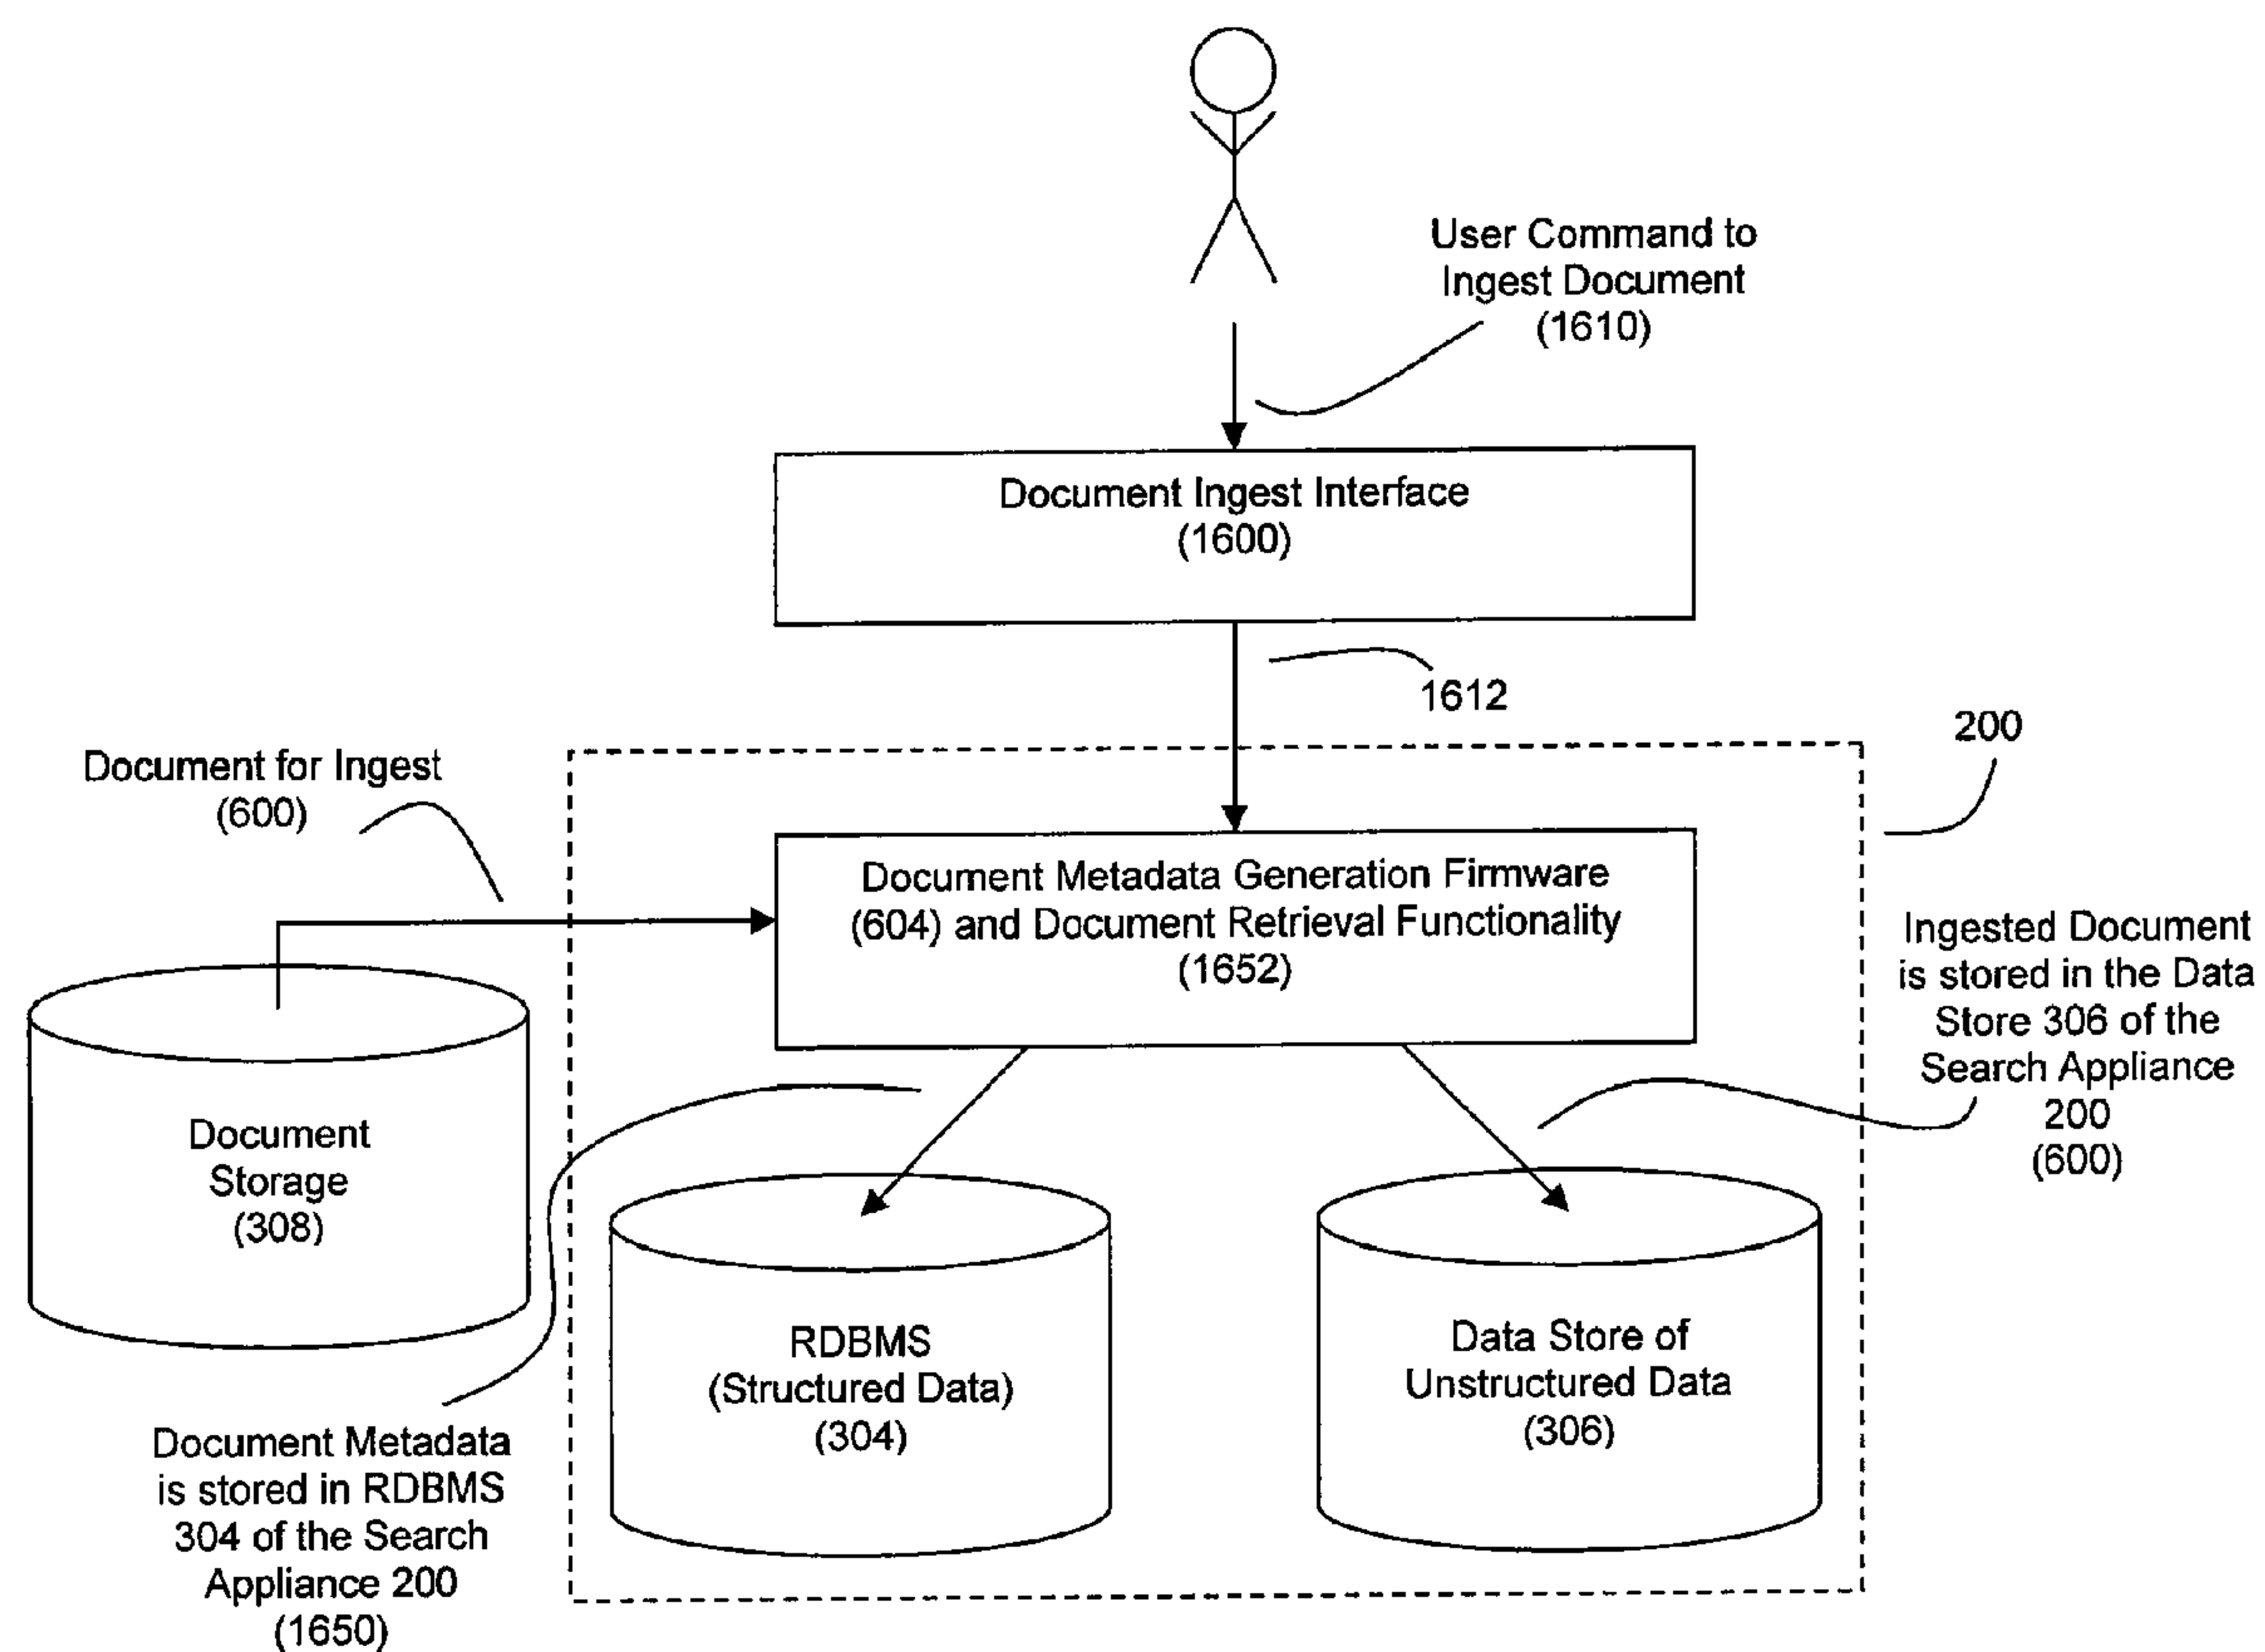 User Command to
Ingest Document
(1610)
Document Ingest Interface
(1600)
1612
200
Document for Ingest
(600)
Document Metadata Generation Firmware
(604) and Document Retrieval Functionality
(1652)
Ingested Document
is stored in the Data
Store 306 of the
Search Appliance
200
(600)
Document
Storage
(308)
RDBMS
(Structured Data)
(304)
Data Store of
Unstructured Data
(306)
Document Metadata
is stored in RDBMS
304 of the Search
Appliance 200
(1650)